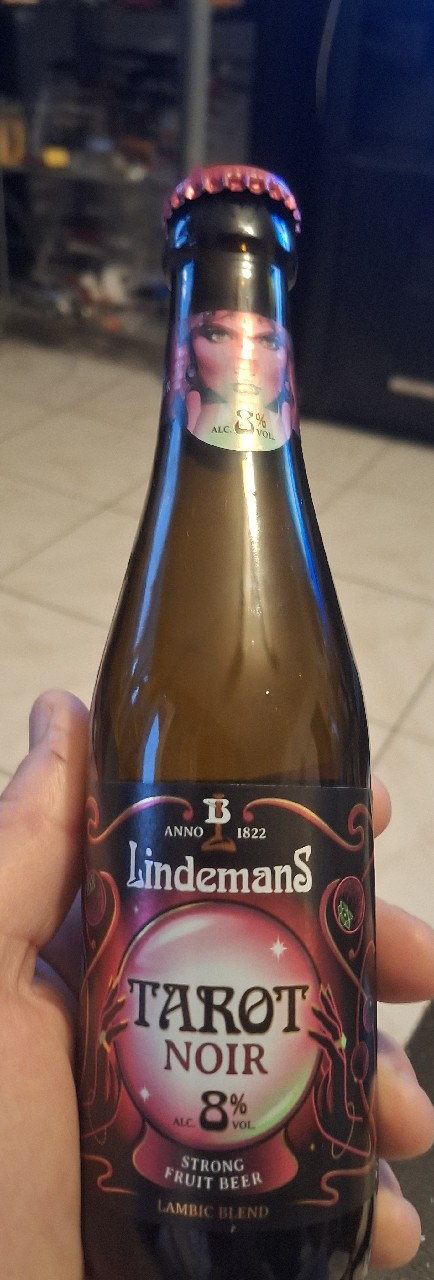 ALC. 8% VOL.
B
ANNO 1822
Lindemans
TAROT
NOIR
ALC. 8% VOL.
STRONG
FRUIT BEER
LAMBIC BLEND